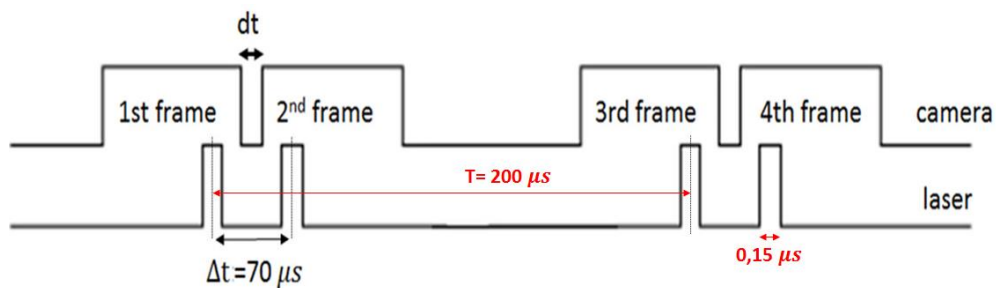 dt
1st frame
2nd frame
3rd frame
4th frame
camera
T= 200 μs
laser
Δt.=70 μs
0,15 μs